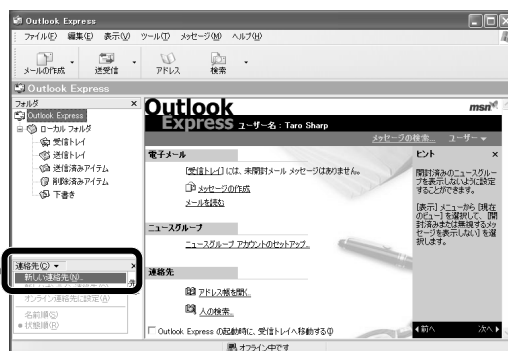 Outlook Express
ファイル(F) 編集(E) 表示(V) ツール(T) メッセージ(M) ヘルプ(H)
メールの作成 送受信 アドレス 検索
Outlook Express
フォルダ ×
Outlook Express
ローカル フォルダ
受信トレイ
送信トレイ
送信済みアイテム
削除済みアイテム
下書き
Outlook
Express ユーザー名 : Taro Sharp
msn
メッセージの検索... ユーザー
電子メール
[受信トレイ] には、未開封メール メッセージはありません。
メッセージの作成
メールを読む
ニュースグループ
ニュースグループ アカウントのセットアップ...
連絡先
アドレス帳を開く...
人の検索...
Outlook Express の起動時に、受信トレイへ移動する
ヒント ×
開封済みのニュースグループを表示しないように設定することができます。
[表示] メニューから [現在のビュー] を選択して、[開封済みまたは無視するメッセージを表示しない] を選択します。
前へ 次へ
連絡先(C) ×
新しい連絡先(N)...
オンライン連絡先に設定(A)
名前順(S)
状態順(R)
オフライン中です